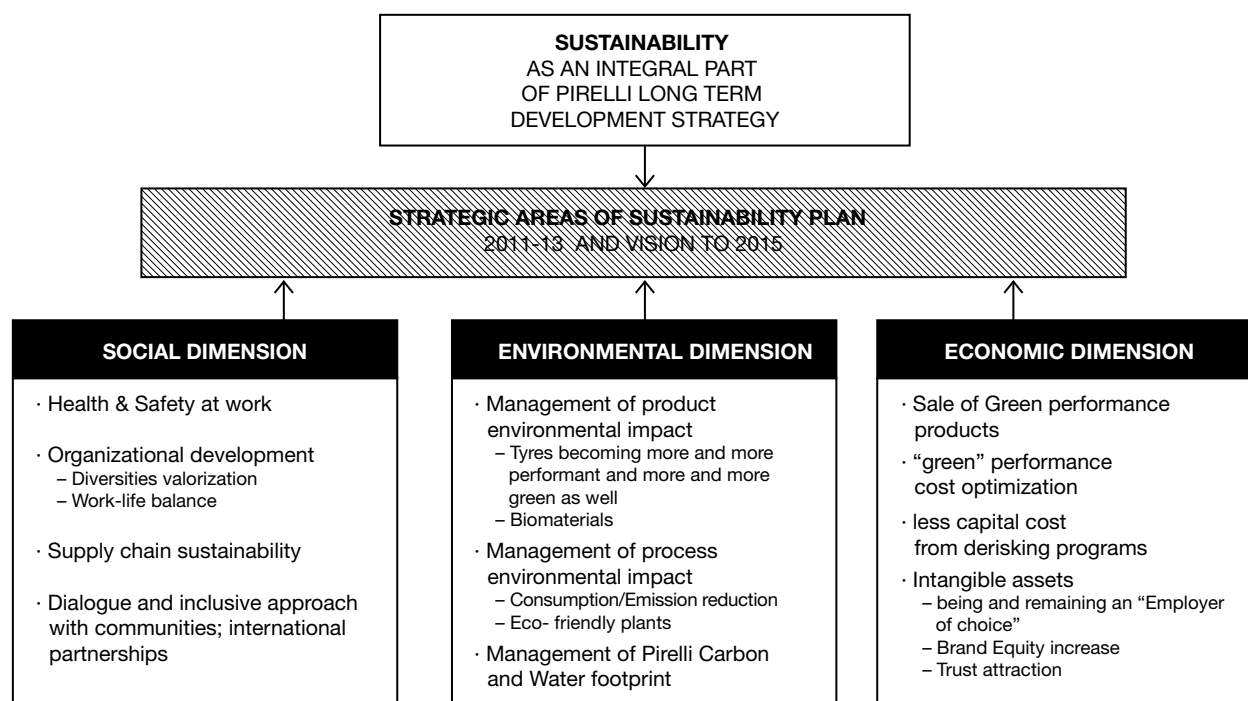 SUSTAINABILITY
AS AN INTEGRAL PART
OF PIRELLI LONG TERM
DEVELOPMENT STRATEGY
STRATEGIC AREAS OF SUSTAINABILITY PLAN
2011-13 AND VISION TO 2015
SOCIAL DIMENSION
· Health & Safety at work
· Organizational development
– Diversities valorization
– Work-life balance
· Supply chain sustainability
· Dialogue and inclusive approach
with communities; international
partnerships
ENVIRONMENTAL DIMENSION
· Management of product
environmental impact
– Tyres becoming more and more
performant and more and more
green as well
– Biomaterials
· Management of process
environmental impact
– Consumption/Emission reduction
– Eco- friendly plants
· Management of Pirelli Carbon
and Water footprint
ECONOMIC DIMENSION
· Sale of Green performance
products
· “green” performance
cost optimization
· less capital cost
from derisking programs
· Intangible assets
– being and remaining an “Employer
of choice”
– Brand Equity increase
– Trust attraction